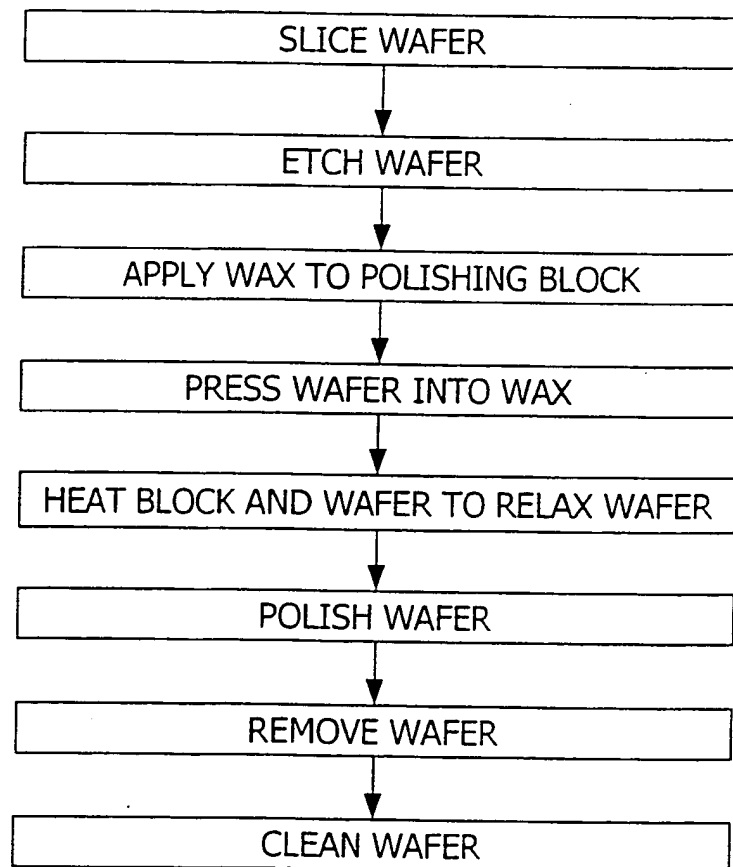 SLICE WAFER
ETCH WAFER
APPLY WAX TO POLISHING BLOCK
PRESS WAFER INTO WAX
HEAT BLOCK AND WAFER TO RELAX WAFER
POLISH WAFER
REMOVE WAFER
CLEAN WAFER